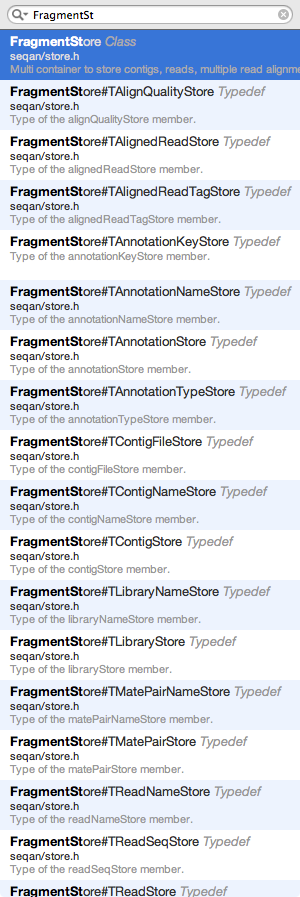 FragmentSt
FragmentStore Class
seqan/store.h
Multi container to store contigs, reads, multiple read alignme
FragmentStore#TAlignQualityStore Typedef
seqan/store.h
Type of the alignQualityStore member.
FragmentStore#TAlignedReadStore Typedef
seqan/store.h
Type of the alignedReadStore member.
FragmentStore#TAlignedReadTagStore Typedef
seqan/store.h
Type of the alignedReadTagStore member.
FragmentStore#TAnnotationKeyStore Typedef
Type of the annotationKeyStore member.
FragmentStore#TAnnotationNameStore Typedef
seqan/store.h
Type of the annotationNameStore member.
FragmentStore#TAnnotationStore Typedef
seqan/store.h
Type of the annotationStore member.
FragmentStore#TAnnotationTypeStore Typedef
seqan/store.h
Type of the annotationTypeStore member.
FragmentStore#TContigFileStore Typedef
seqan/store.h
Type of the contigFileStore member.
FragmentStore#TContigNameStore Typedef
seqan/store.h
Type of the contigNameStore member.
FragmentStore#TContigStore Typedef
seqan/store.h
Type of the contigStore member.
FragmentStore#TLibraryNameStore Typedef
seqan/store.h
Type of the libraryNameStore member.
FragmentStore#TLibraryStore Typedef
seqan/store.h
Type of the libraryStore member.
FragmentStore#TMatePairNameStore Typedef
seqan/store.h
Type of the matePairNameStore member.
FragmentStore#TMatePairStore Typedef
seqan/store.h
Type of the matePairStore member.
FragmentStore#TReadNameStore Typedef
seqan/store.h
Type of the readNameStore member.
FragmentStore#TReadSeqStore Typedef
seqan/store.h
Type of the readSeqStore member.
FragmentStore#TReadStore Typedef